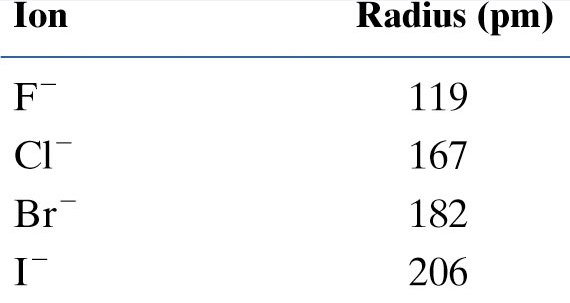 Ion Radius (pm)
F⁻ 119
Cl⁻ 167
Br⁻ 182
I⁻ 206